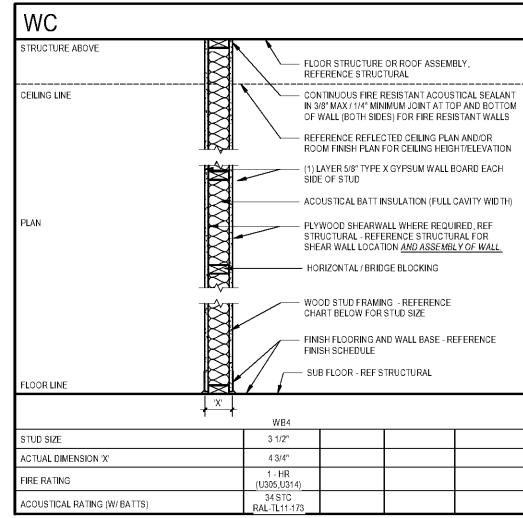 WC
STRUCTURE ABOVE
FLOOR STRUCTURE OR ROOF ASSEMBLY,
REFERENCE STRUCTURAL
CEILING LINE
CONTINUOUS FIRE RESISTANT ACOUSTICAL SEALANT
IN 3/8" MAX / 1/4" MINIMUM JOINT AT TOP AND BOTTOM
OF WALL (BOTH SIDES) FOR FIRE RESISTANT WALLS
REFERENCE REFLECTED CEILING PLAN AND/OR
ROOM FINISH PLAN FOR CEILING HEIGHT/ELEVATION
(1) LAYER 5/8" TYPE X GYPSUM WALL BOARD EACH
SIDE OF STUD
ACOUSTICAL BATT INSULATION (FULL CAVITY WIDTH)
PLAN
PLYWOOD SHEARWALL WHERE REQUIRED, REF
STRUCTURAL - REFERENCE STRUCTURAL FOR
SHEAR WALL LOCATION AND ASSEMBLY OF WALL
HORIZONTAL / BRIDGE BLOCKING
WOOD STUD FRAMING - REFERENCE
CHART BELOW FOR STUD SIZE
FINISH FLOORING AND WALL BASE - REFERENCE
FINISH SCHEDULE
SUB FLOOR - REF STRUCTURAL
FLOOR LINE
'X'
WB4
STUD SIZE 3 1/2"
ACTUAL DIMENSION 'X' 4 3/4"
FIRE RATING 1 - HR
(U305,U314)
ACOUSTICAL RATING (W/ BATTS) 34 STC
RAL-TL11-173